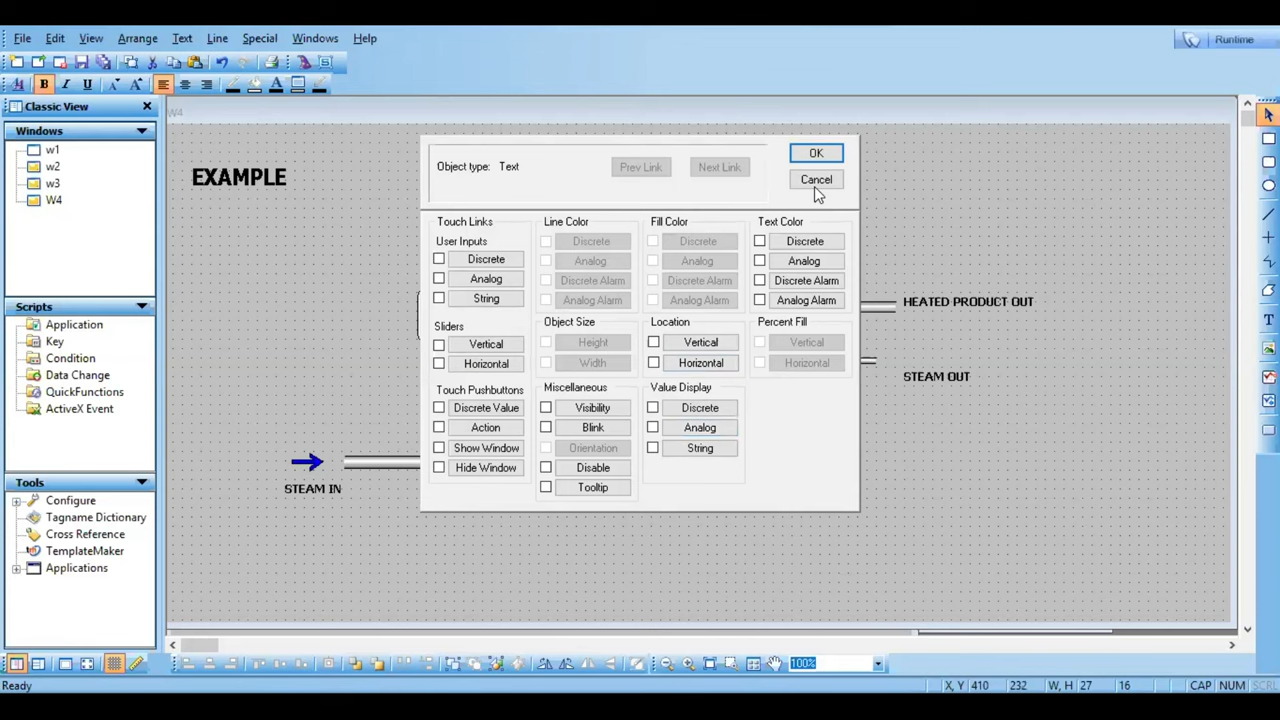 File Edit View Arrange Text Line Special Windows Help
Runtime
B I U A
Classic View
Windows
w1
w2
w3
W4
Scripts
Application
Key
Condition
Data Change
QuickFunctions
ActiveX Event
Tools
Configure
Tagname Dictionary
Cross Reference
TemplateMaker
Applications
W4
EXAMPLE
STEAM IN
HEATED PRODUCT OUT
STEAM OUT
Object type: Text
Prev Link Next Link
OK
Cancel
Touch Links
User Inputs
Discrete
Analog
String
Sliders
Vertical
Horizontal
Touch Pushbuttons
Discrete Value
Action
Show Window
Hide Window
Line Color
Discrete
Analog
Discrete Alarm
Analog Alarm
Object Size
Height
Width
Miscellaneous
Visibility
Blink
Orientation
Disable
Tooltip
Fill Color
Discrete
Analog
Discrete Alarm
Analog Alarm
Location
Vertical
Horizontal
Value Display
Discrete
Analog
String
Text Color
Discrete
Analog
Discrete Alarm
Analog Alarm
Percent Fill
Vertical
Horizontal
100%
Ready
X, Y 410 232 W, H 27 16 CAP NUM SCRL